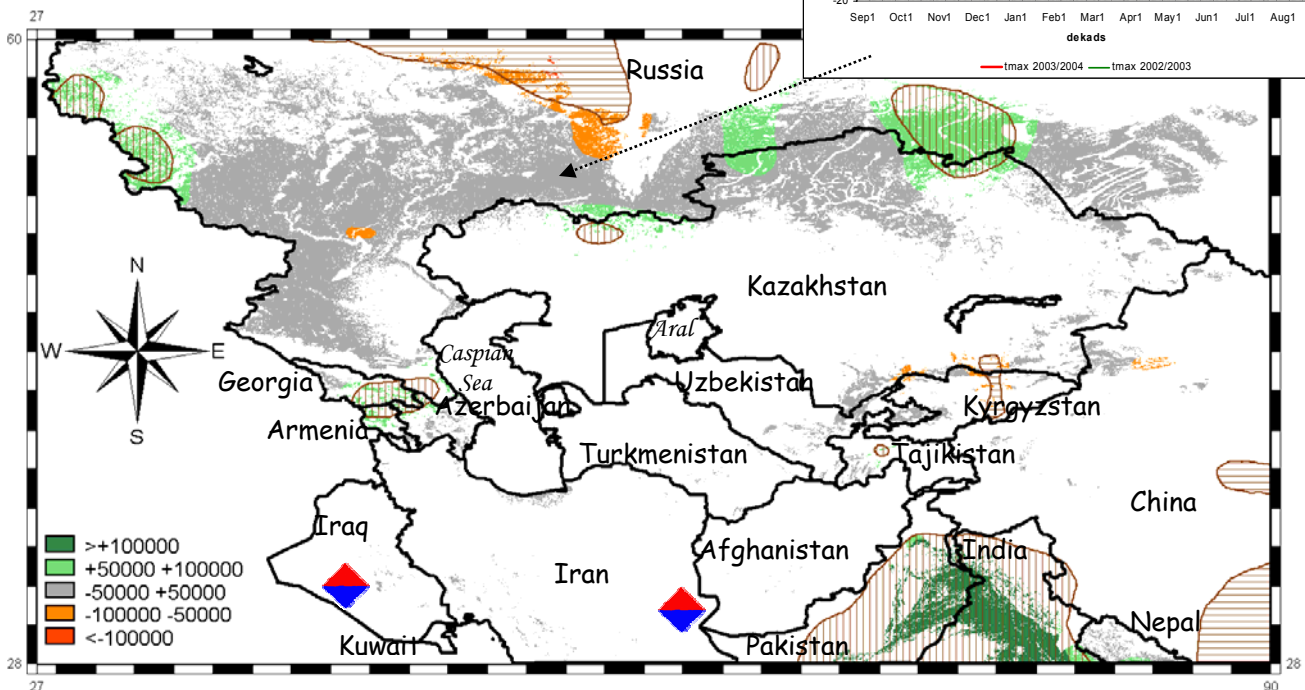 -20
Sep1 Oct1 Nov1 Dec1 Jan1 Feb1 Mar1 Apr1 May1 Jun1 Jul1 Aug1
dekads
tmax 2003/2004 tmax 2002/2003
27
60
Russia
Kazakhstan
N
W E
S
Aral
Caspian
Sea
Georgia
Uzbekistan
Azerbaijan
Kyrgyzstan
Armenia
Turkmenistan
Tajikistan
China
Iraq
Afghanistan
India
Iran
Nepal
Kuwait
Pakistan
>+100000
+50000 +100000
-50000 +50000
-100000 -50000
<-100000
28
28
27
90